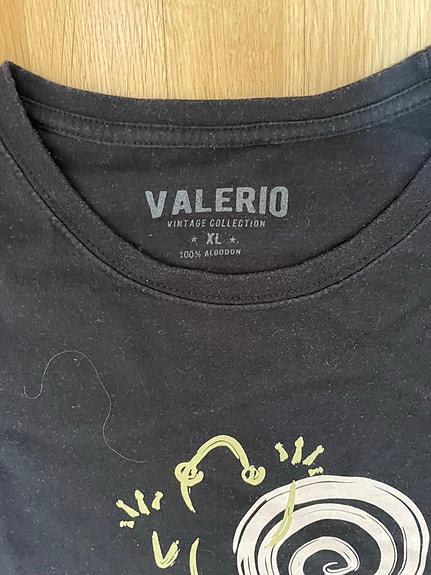 VALERIO
VINTAGE COLLECTION
★ XL ★
100% ALGODON